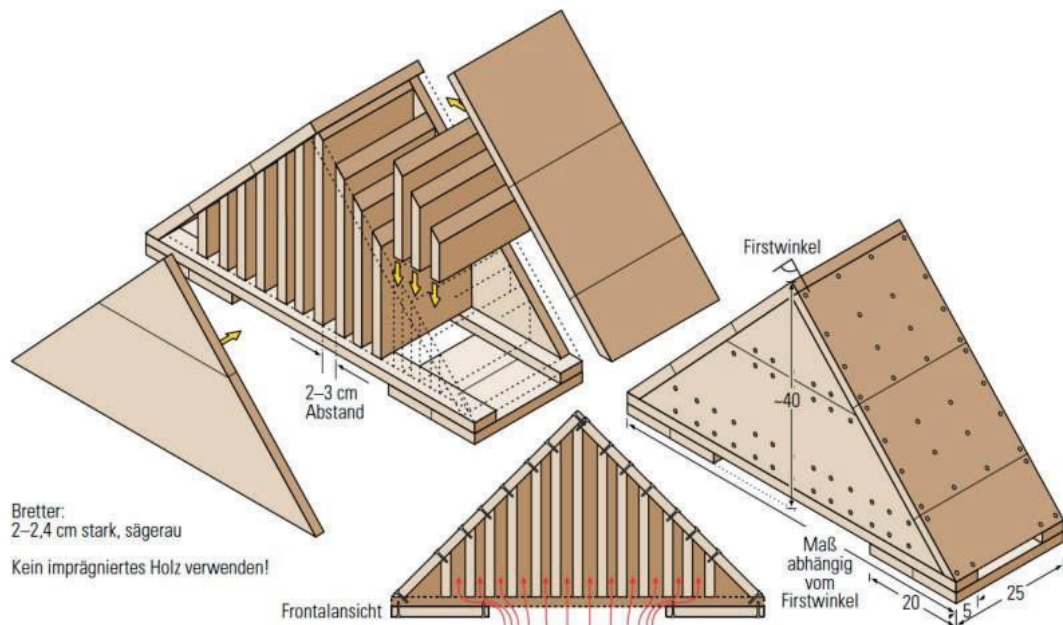 2–3 cm
Abstand
Firstwinkel
~40
Bretter:
2–2,4 cm stark, sägerau
Kein imprägniertes Holz verwenden!
Frontalansicht
Maß
abhängig
vom
Firstwinkel
20
5
25